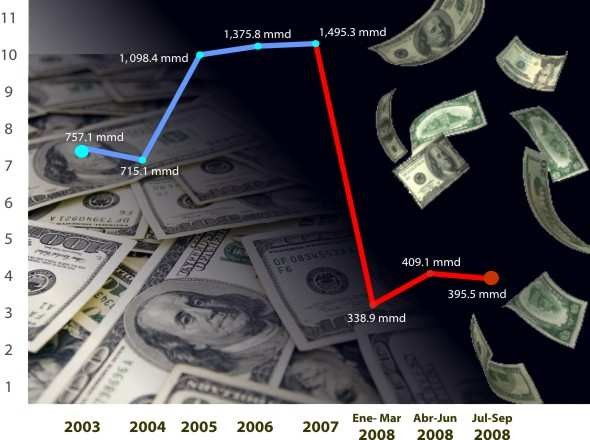 11
10
9
8
7
6
5
4
3
2
1
757.1 mmd
715.1 mmd
1,098.4 mmd
1,375.8 mmd
1,495.3 mmd
338.9 mmd
409.1 mmd
395.5 mmd
2003
2004
2005
2006
2007
Ene- Mar
2008
Abr-Jun
2008
Jul-Sep
2008